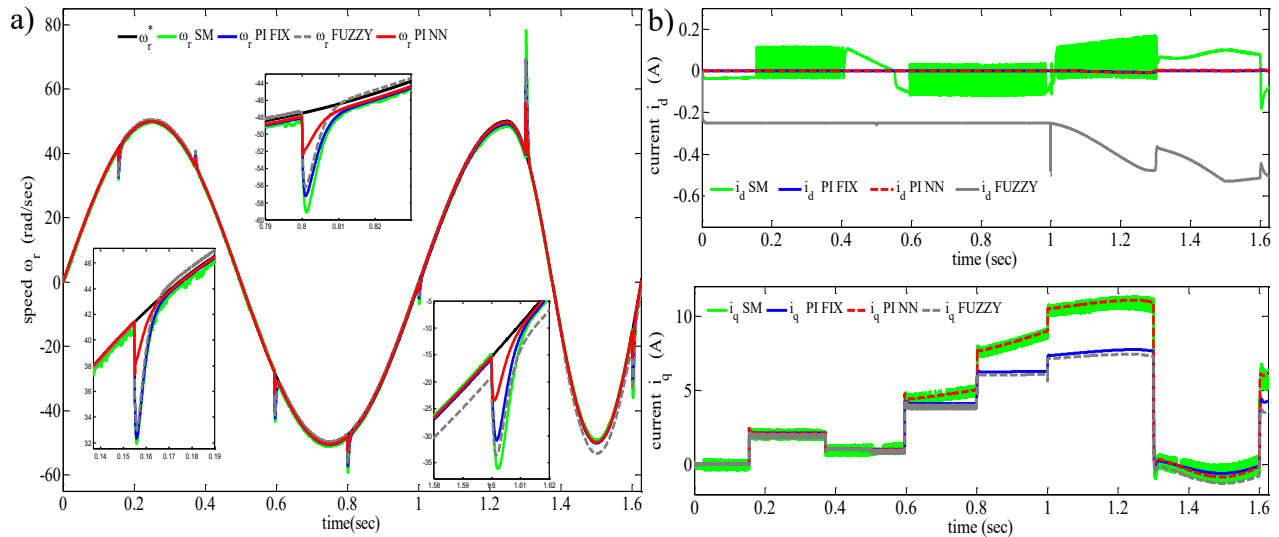 a)
ωr* ωr SM ωr PI FIX ωr FUZZY ωr PI NN
speed ωr (rad/sec)
80
60
40
20
0
-20
-40
-60
0 0.2 0.4 0.6 0.8 1 1.2 1.4 1.6
time(sec)
-44
-46
-48
-50
-52
-54
-56
-58
-60
0.79 0.8 0.81 0.82
46
44
42
40
38
36
34
32
0.14 0.15 0.16 0.17 0.18 0.19
-5
-10
-15
-20
-25
-30
-35
1.58 1.59 1.6 1.61 1.62
b)
current id (A)
0.2
0
-0.2
-0.4
-0.6
id SM id PI FIX id PI NN id FUZZY
0 0.2 0.4 0.6 0.8 1 1.2 1.4 1.6
time (sec)
iq SM iq PI FIX iq PI NN iq FUZZY
current iq (A)
10
5
0
0 0.2 0.4 0.6 0.8 1 1.2 1.4 1.6
time (sec)